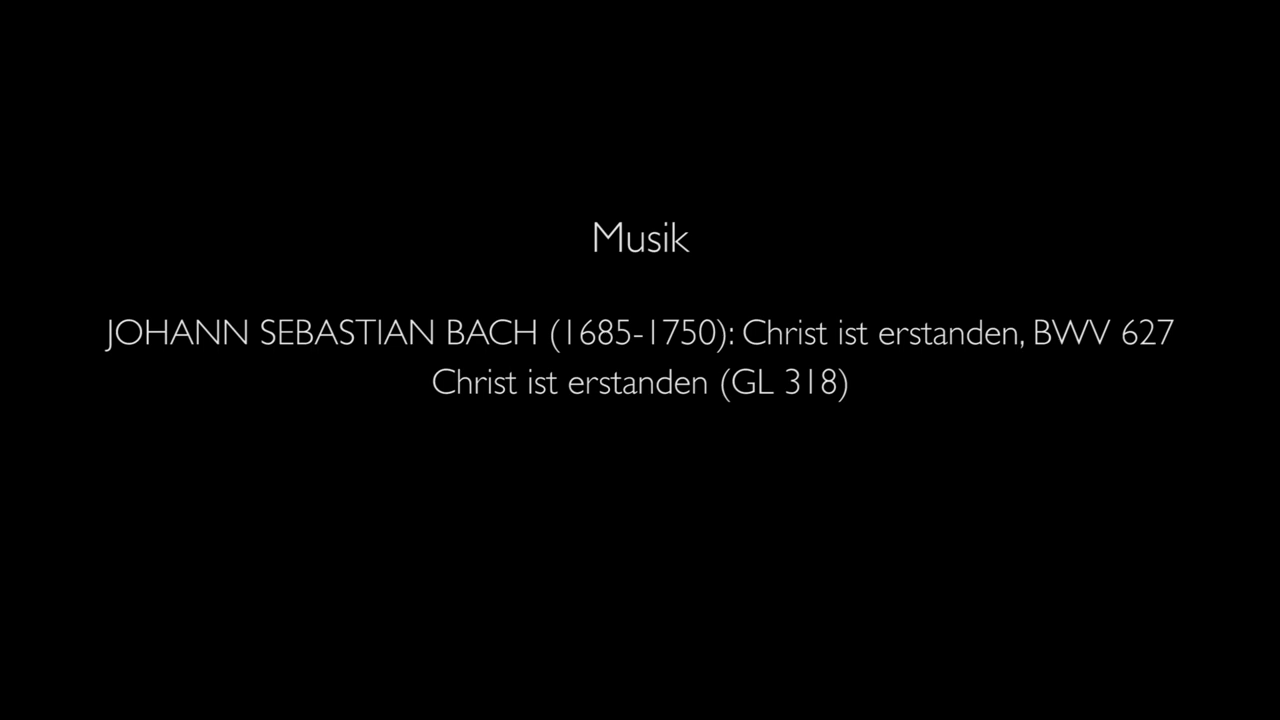 Musik
JOHANN SEBASTIAN BACH (1685-1750): Christ ist erstanden, BWV 627
Christ ist erstanden (GL 318)